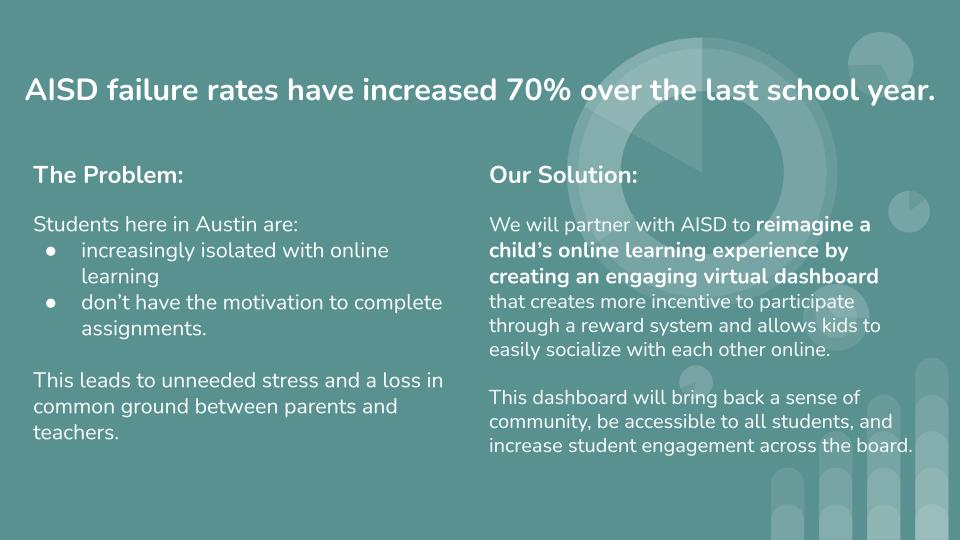 AISD failure rates have increased 70% over the last school year.
The Problem:
Students here in Austin are:
● increasingly isolated with online
learning
● don’t have the motivation to complete
assignments.
This leads to unneeded stress and a loss in
common ground between parents and
teachers.
Our Solution:
We will partner with AISD to reimagine a
child’s online learning experience by
creating an engaging virtual dashboard
that creates more incentive to participate
through a reward system and allows kids to
easily socialize with each other online.
This dashboard will bring back a sense of
community, be accessible to all students, and
increase student engagement across the board.